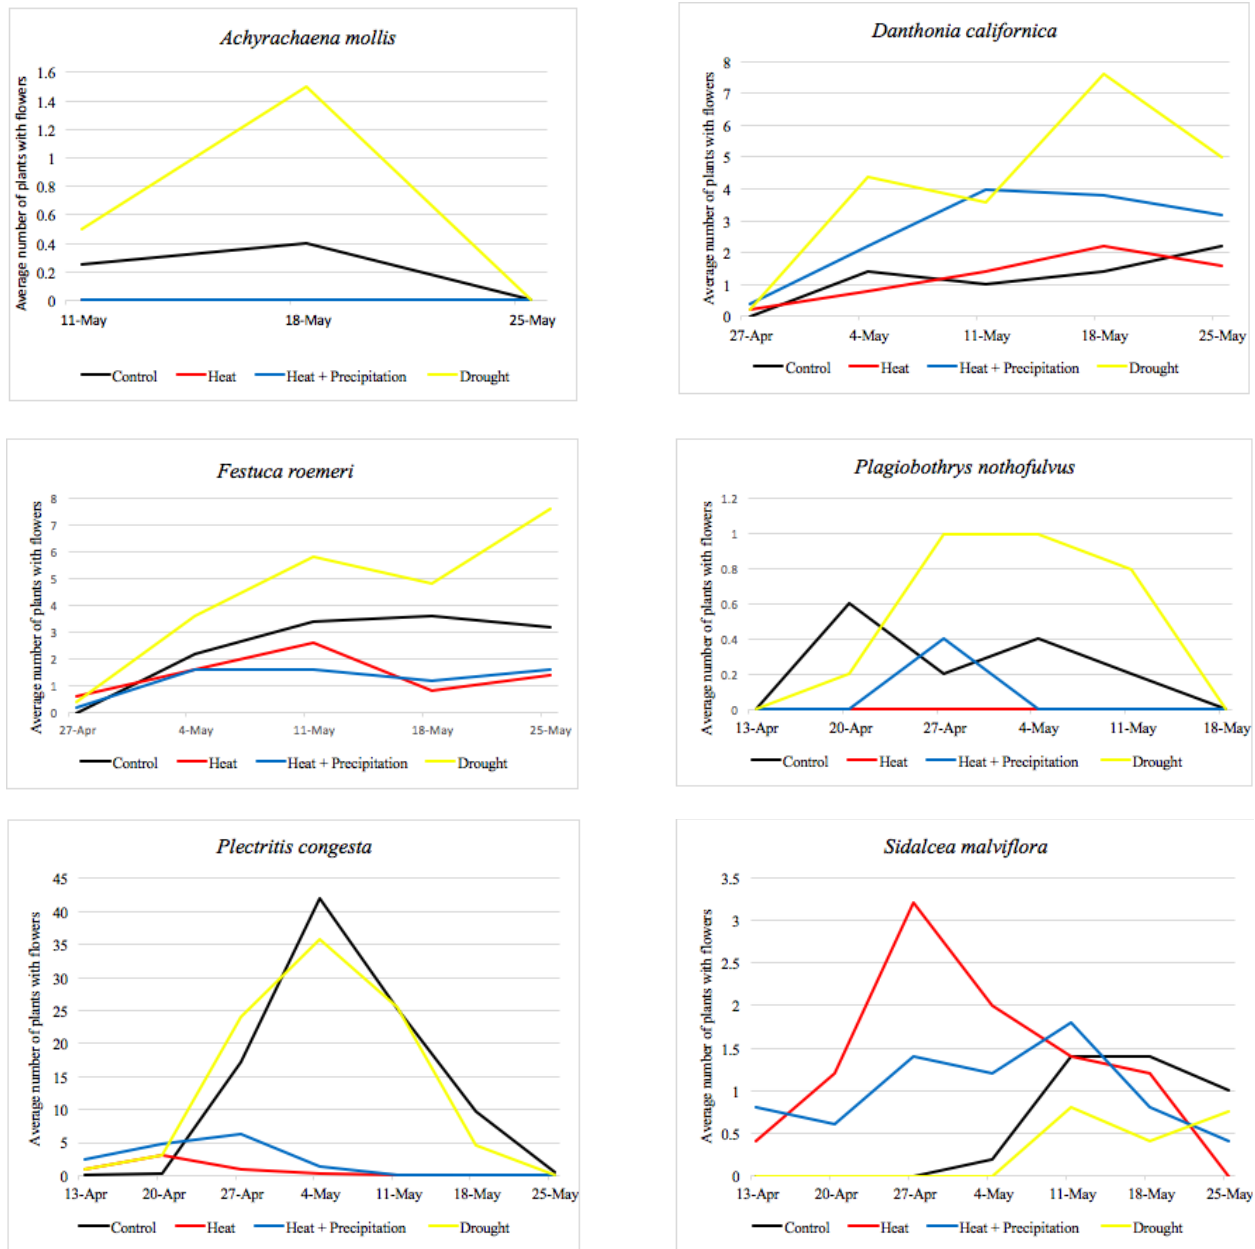 Achyrachaena mollis
Average number of plants with flowers
1.6
1.4
1.2
1
0.8
0.6
0.4
0.2
0
11-May 18-May 25-May
Control Heat Heat + Precipitation Drought
Danthonia californica
Average number of plants with flowers
8
7
6
5
4
3
2
1
0
27-Apr 4-May 11-May 18-May 25-May
Control Heat Heat + Precipitation Drought
Festuca roemeri
Average number of plants with flowers
8
7
6
5
4
3
2
1
0
27-Apr 4-May 11-May 18-May 25-May
Control Heat Heat + Precipitation Drought
Plagiobothrys nothofulvus
Average number of plants with flowers
1.2
1
0.8
0.6
0.4
0.2
0
13-Apr 20-Apr 27-Apr 4-May 11-May 18-May
Control Heat Heat + Precipitation Drought
Plectritis congesta
Average number of plants with flowers
45
40
35
30
25
20
15
10
5
0
13-Apr 20-Apr 27-Apr 4-May 11-May 18-May 25-May
Control Heat Heat + Precipitation Drought
Sidalcea malviflora
Average number of plants with flowers
3.5
3
2.5
2
1.5
1
0.5
0
13-Apr 20-Apr 27-Apr 4-May 11-May 18-May 25-May
Control Heat Heat + Precipitation Drought